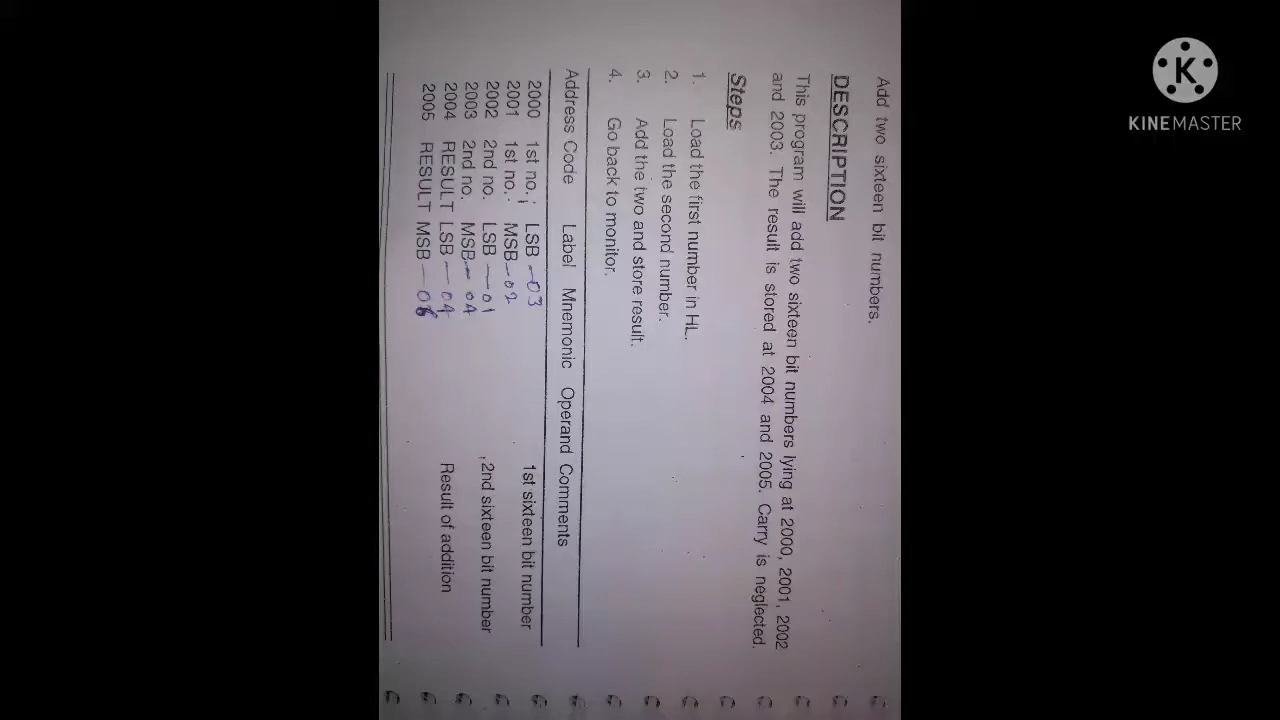 KINEMASTER
Add two sixteen bit numbers.
DESCRIPTION
This program will add two sixteen bit numbers lying at 2000, 2001, 2002
and 2003. The result is stored at 2004 and 2005. Carry is neglected.
Steps
1. Load the first number in HL.
2. Load the second number.
3. Add the two and store result.
4. Go back to monitor.
Address Code Label Mnemonic Operand Comments
2000 1st no.; LSB - 03 1st sixteen bit number
2001 1st no.: MSB - 02
2002 2nd no. LSB - 01 2nd sixteen bit number
2003 2nd no. MSB - 04
2004 RESULT LSB - 04 Result of addition
2005 RESULT MSB - 06